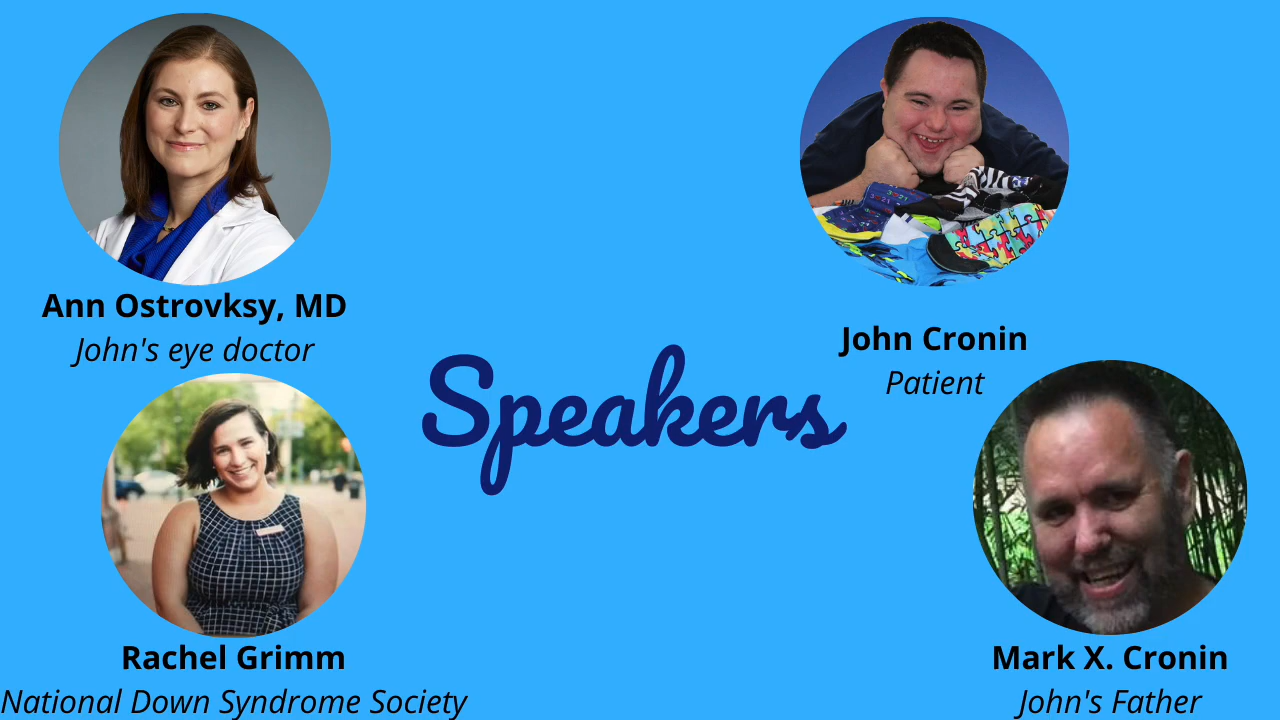 Ann Ostrovksy, MD
John's eye doctor
John Cronin
Patient
Speakers
Rachel Grimm
National Down Syndrome Society
Mark X. Cronin
John's Father